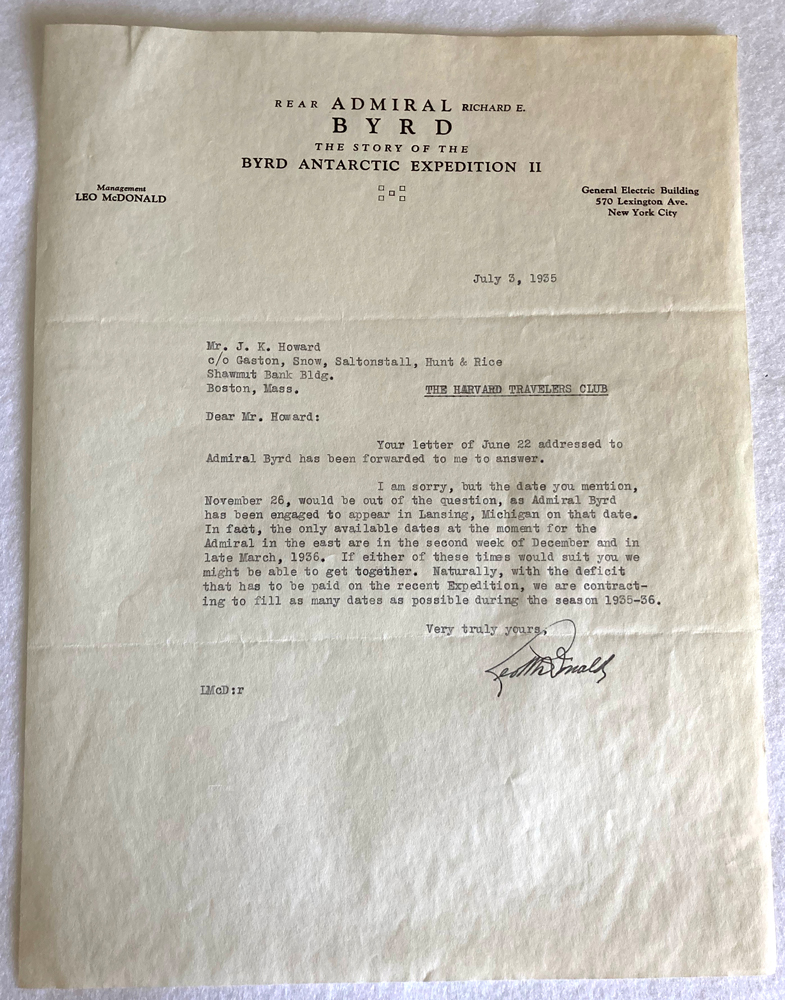 REAR ADMIRAL RICHARD E.
BYRD
THE STORY OF THE
BYRD ANTARCTIC EXPEDITION II
Management
LEO McDONALD
General Electric Building
570 Lexington Ave.
New York City
July 3, 1935
Mr. J. K. Howard
c/o Gaston, Snow, Saltonstall, Hunt & Rice
Shawmut Bank Bldg.
Boston, Mass.
THE HARVARD TRAVELERS CLUB
Dear Mr. Howard:
Your letter of June 22 addressed to
Admiral Byrd has been forwarded to me to answer.
I am sorry, but the date you mention,
November 26, would be out of the question, as Admiral Byrd
has been engaged to appear in Lansing, Michigan on that date.
In fact, the only available dates at the moment for the
Admiral in the east are in the second week of December and in
late March, 1936. If either of these times would suit you we
might be able to get together. Naturally, with the deficit
that has to be paid on the recent Expedition, we are contract-
ing to fill as many dates as possible during the season 1935-36.
Very truly yours,
Leo McDonald
LMcD:r